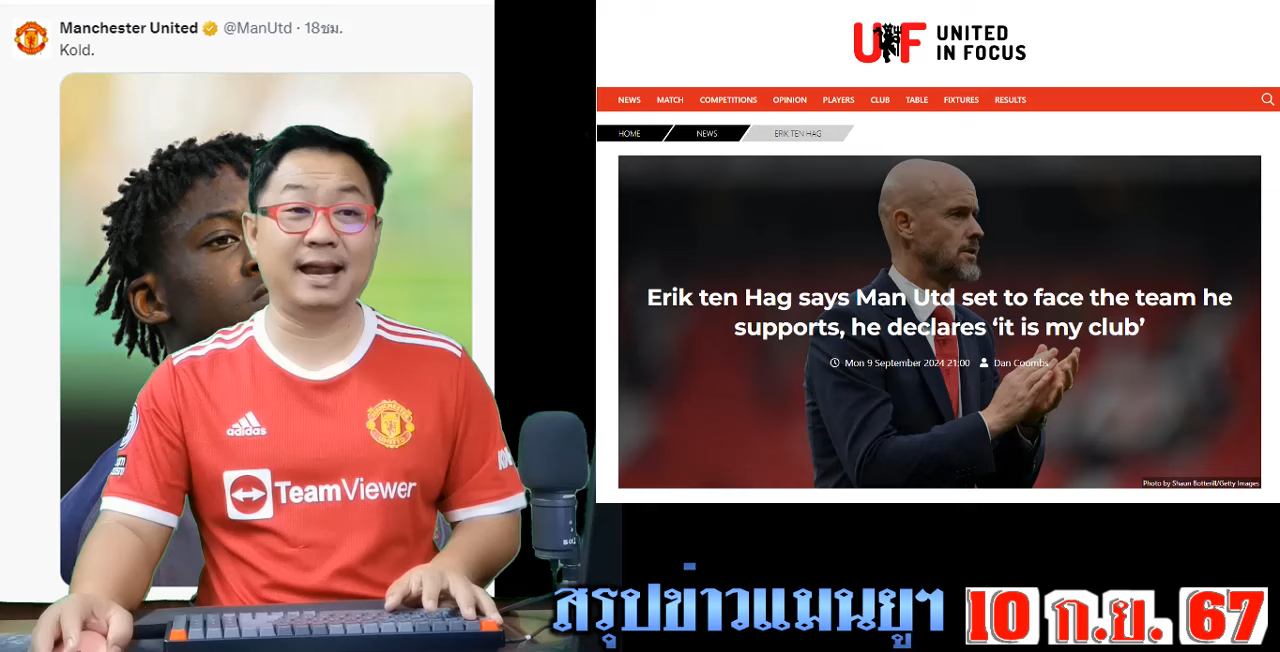 Manchester United @ManUtd · 18ชม.
Kold.
adidas
TeamViewer
UF UNITED
IN FOCUS
NEWS MATCH COMPETITIONS OPINION PLAYERS CLUB TABLE FIXTURES RESULTS
HOME NEWS ERIK TEN HAG
Erik ten Hag says Man Utd set to face the team he
supports, he declares ‘it is my club’
Mon 9 September 2024 21:00 Dan Coombs
Photo by Shaun Botterill/Getty Images
สรุปข่าวแมนยูฯ 10 ก.ย. 67